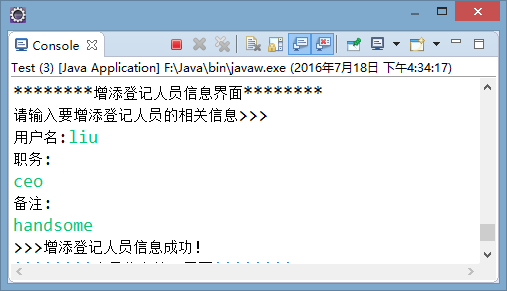 Console
Test (3) [Java Application] F:\Java\bin\javaw.exe (2016年7月18日 下午4:34:17)
********增添登记人员信息界面********
请输入要增添登记人员的相关信息>>>
用户名:liu
职务:
ceo
备注:
handsome
>>>增添登记人员信息成功!